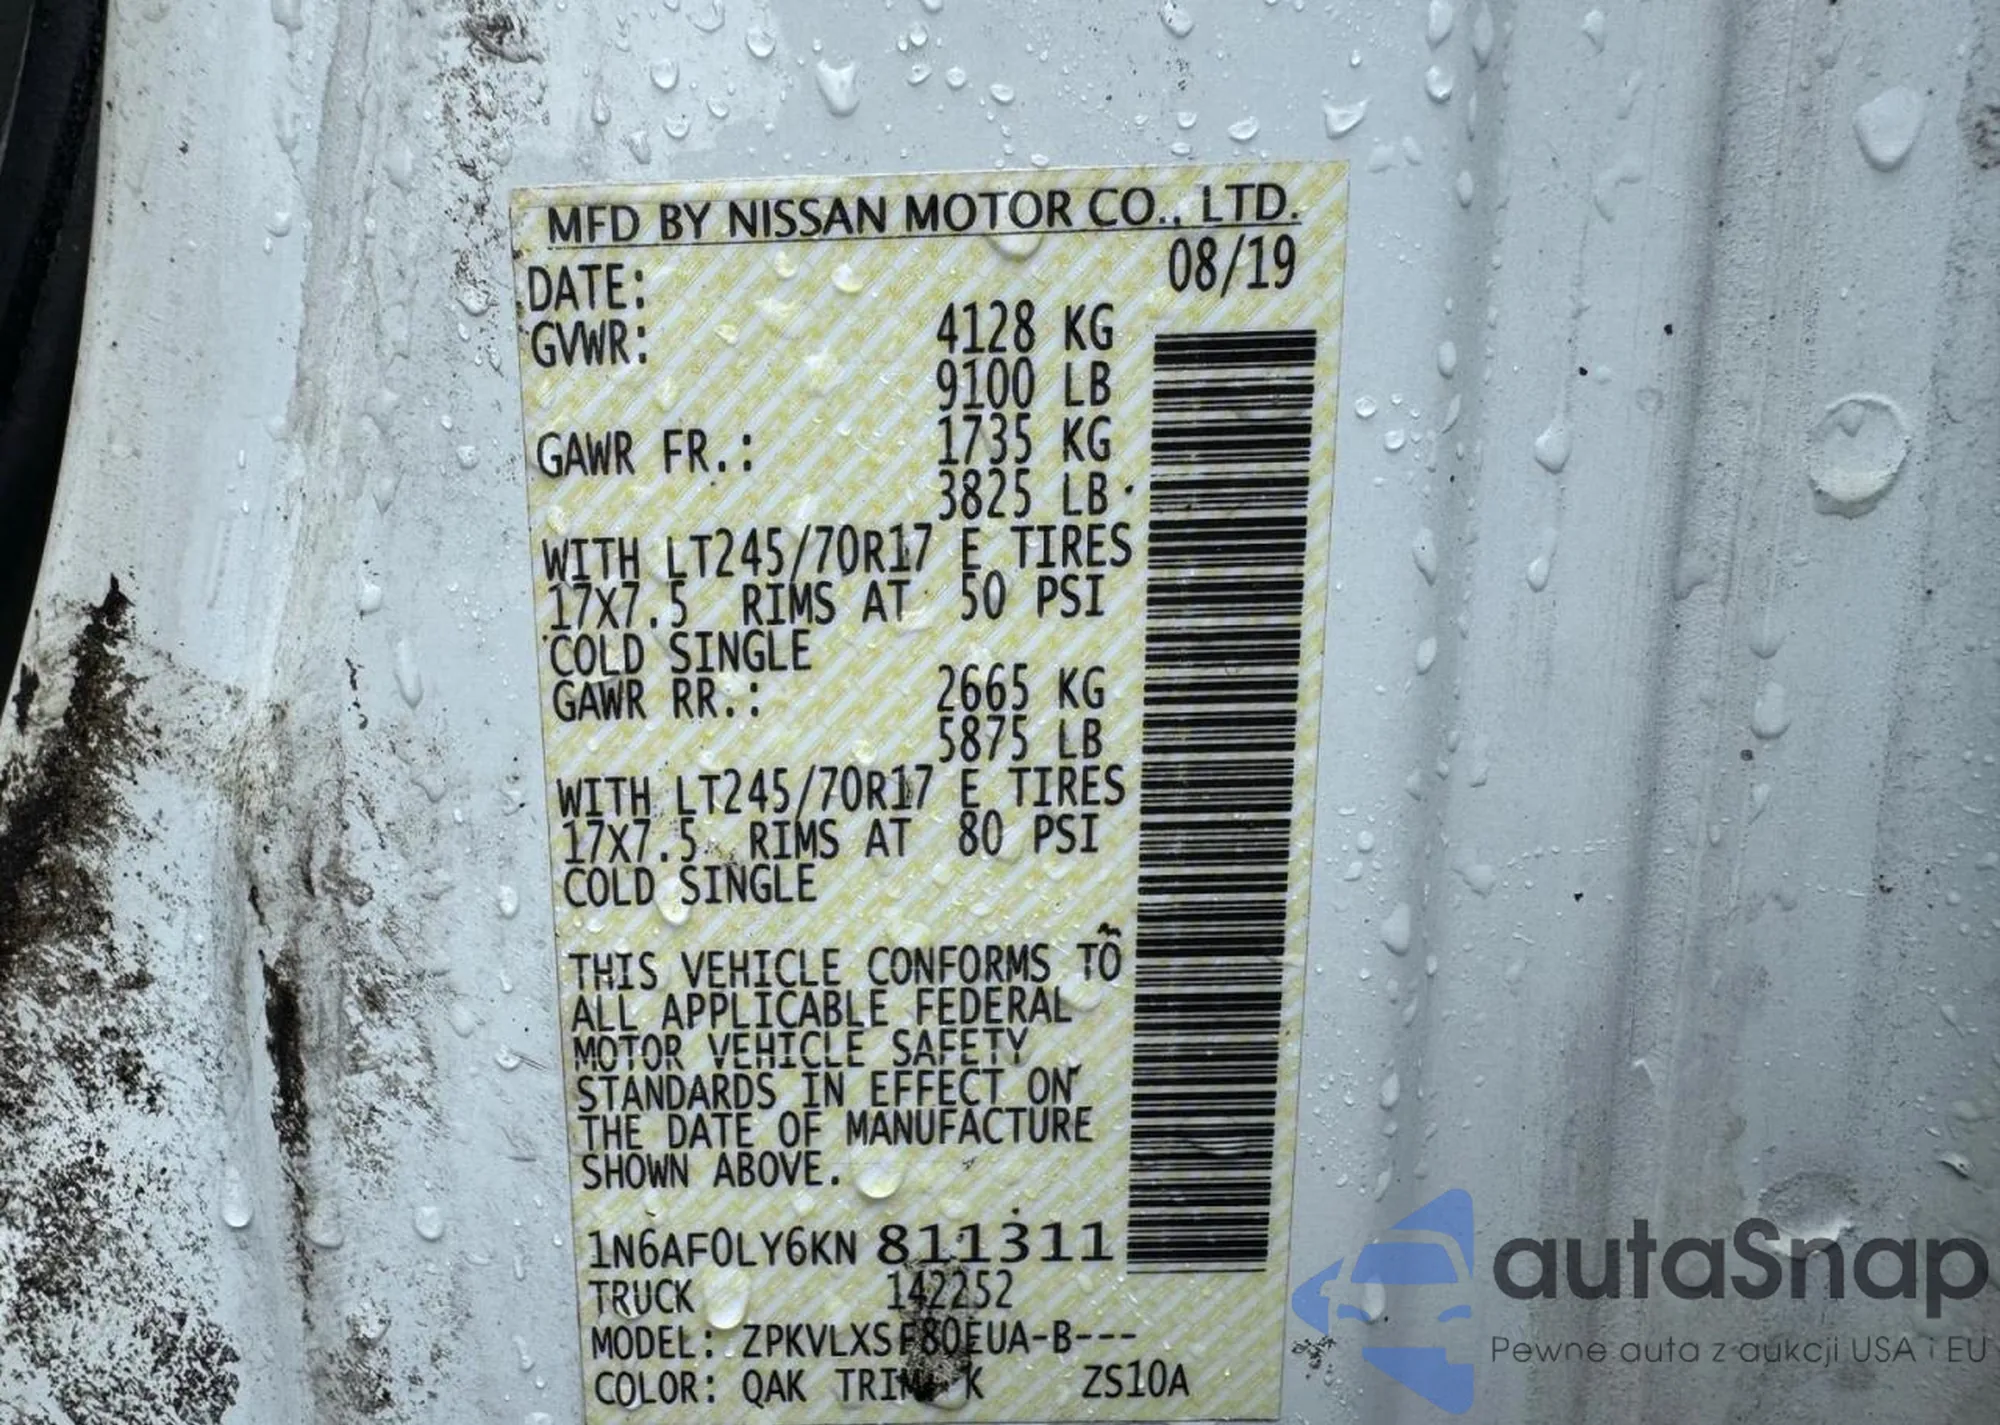 MFD BY NISSAN MOTOR CO., LTD.
DATE: 08/19
GVWR: 4128 KG
9100 LB
GAWR FR.: 1735 KG
3825 LB
WITH LT245/70R17 E TIRES
17X7.5 RIMS AT 50 PSI
COLD SINGLE
GAWR RR.: 2665 KG
5875 LB
WITH LT245/70R17 E TIRES
17X7.5 RIMS AT 80 PSI
COLD SINGLE
THIS VEHICLE CONFORMS TO
ALL APPLICABLE FEDERAL
MOTOR VEHICLE SAFETY
STANDARDS IN EFFECT ON
THE DATE OF MANUFACTURE
SHOWN ABOVE.
1N6AF0LY6KN 811311
TRUCK 142252
MODEL: ZPKVLXSF80EUA-B---
COLOR: QAK TRIM K ZS10A
autaSnap
Pewne auta z aukcji USA i EU